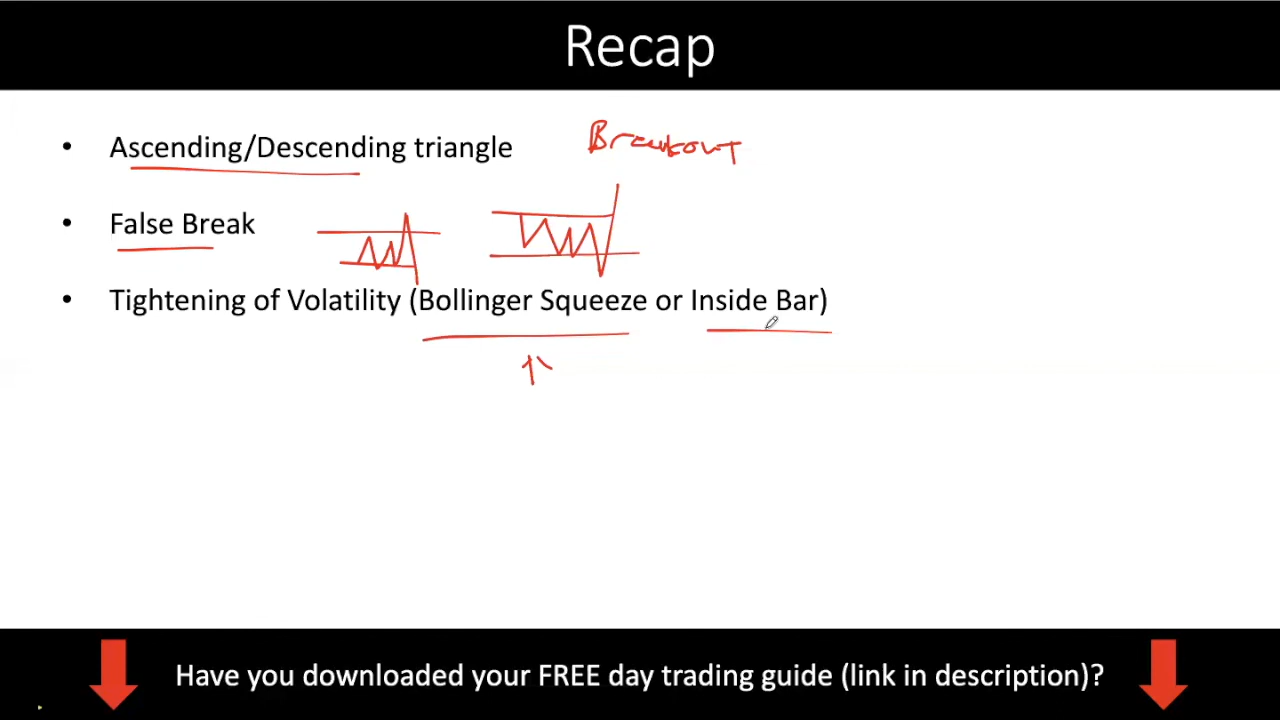 Recap
• Ascending/Descending triangle Breakout
• False Break
• Tightening of Volatility (Bollinger Squeeze or Inside Bar)
Have you downloaded your FREE day trading guide (link in description)?